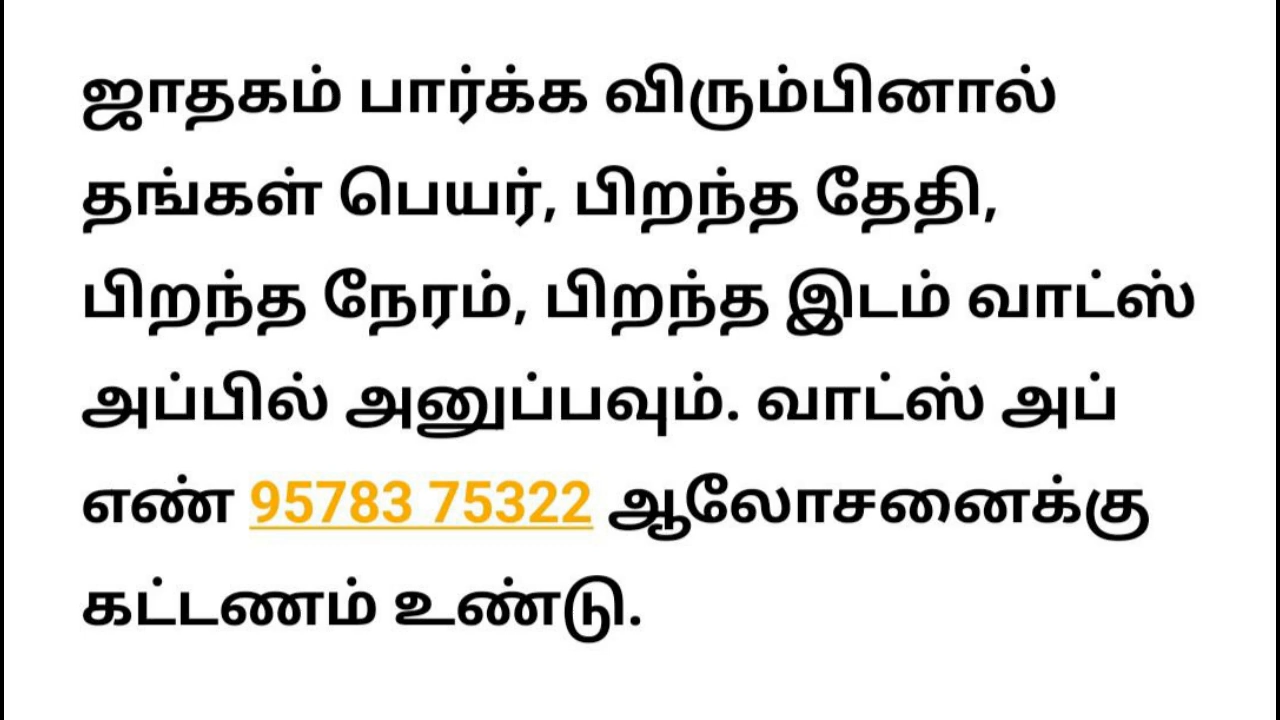 ஜாதகம் பார்க்க விரும்பினால்
தங்கள் பெயர், பிறந்த தேதி,
பிறந்த நேரம், பிறந்த இடம் வாட்ஸ்
அப்பில் அனுப்பவும். வாட்ஸ் அப்
எண் 95783 75322 ஆலோசனைக்கு
கட்டணம் உண்டு.